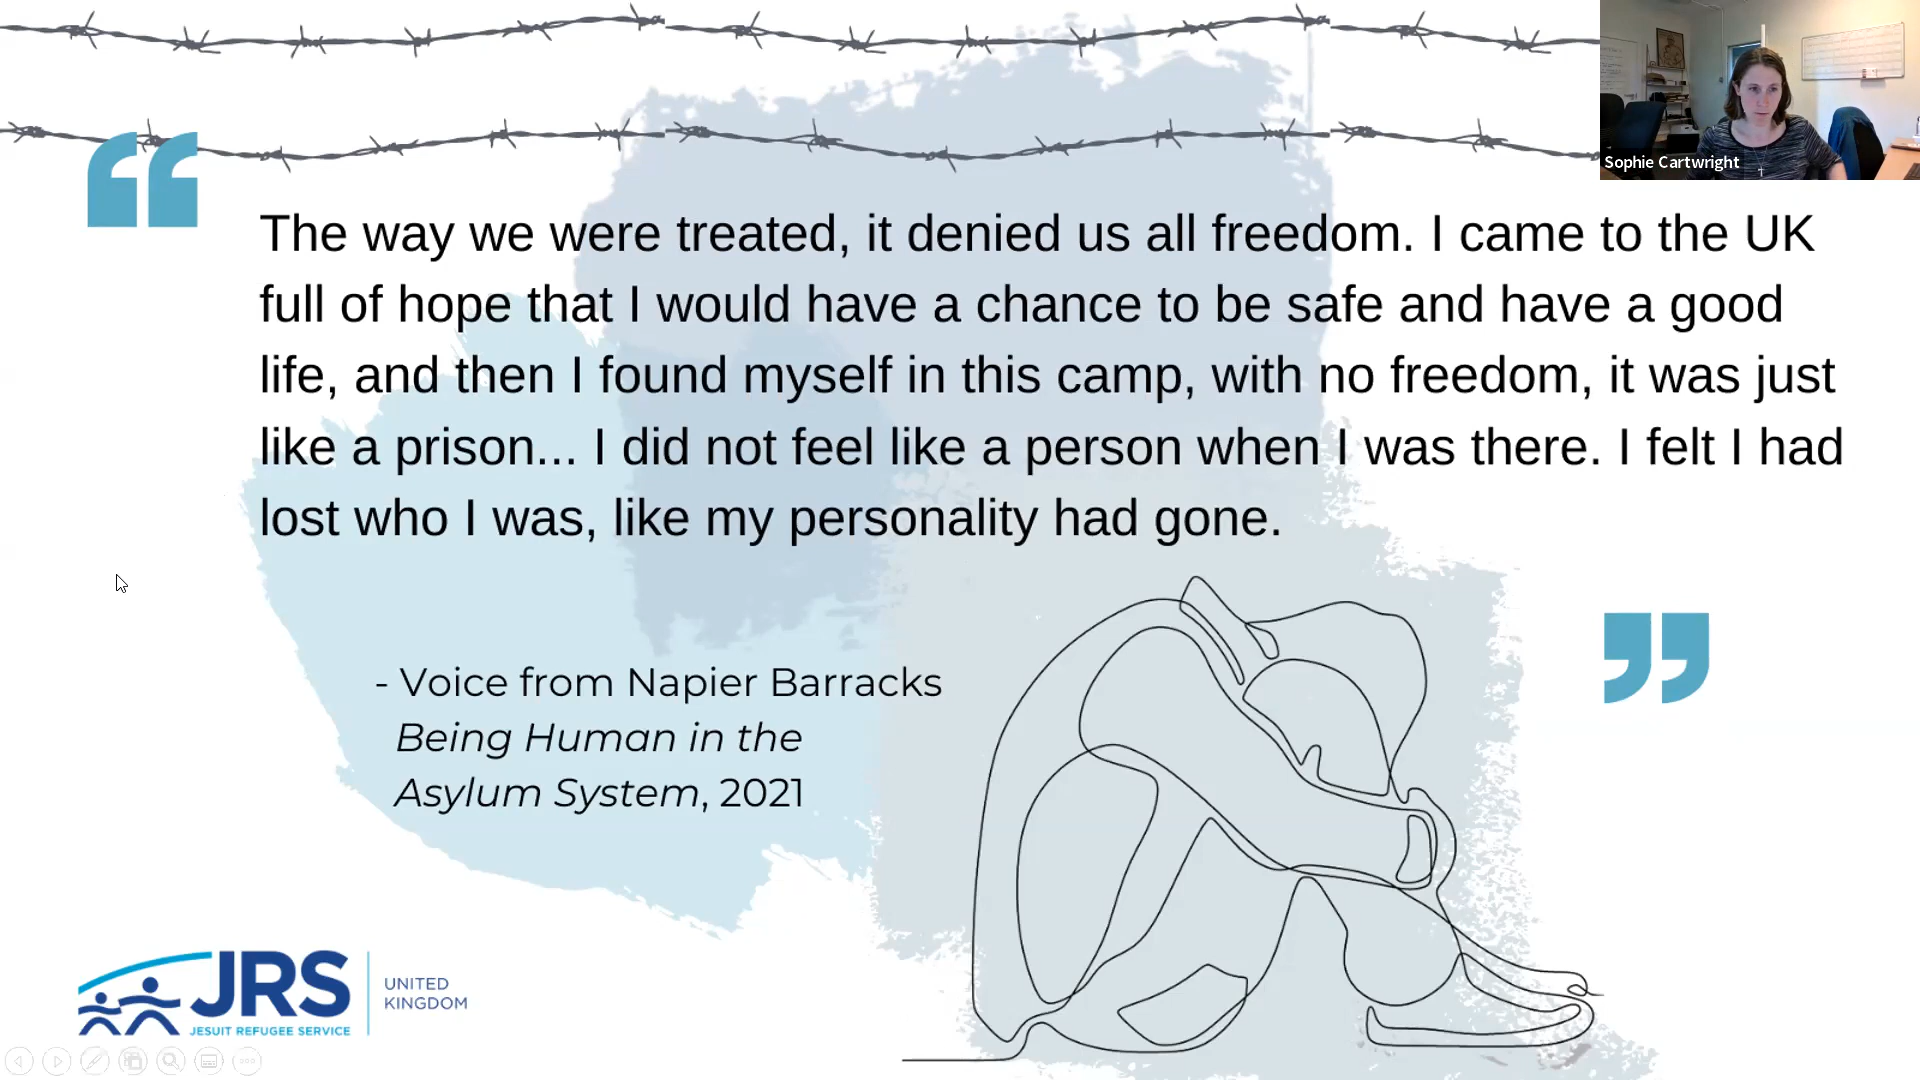 Sophie Cartwright
“
The way we were treated, it denied us all freedom. I came to the UK
full of hope that I would have a chance to be safe and have a good
life, and then I found myself in this camp, with no freedom, it was just
like a prison... I did not feel like a person when I was there. I felt I had
lost who I was, like my personality had gone.
”
- Voice from Napier Barracks
Being Human in the
Asylum System, 2021
JRS
JESUIT REFUGEE SERVICE
UNITED
KINGDOM